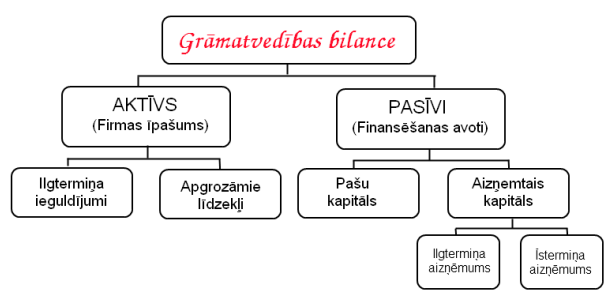 Grāmatvedības bilance
AKTĪVS
(Firmas īpašums)
PASĪVI
(Finansēšanas avoti)
Ilgtermiņa
ieguldījumi
Apgrozāmie
līdzekļi
Pašu
kapitāls
Aizņemtais
kapitāls
Ilgtermiņa
aizņēmums
Īstermiņa
aizņēmums